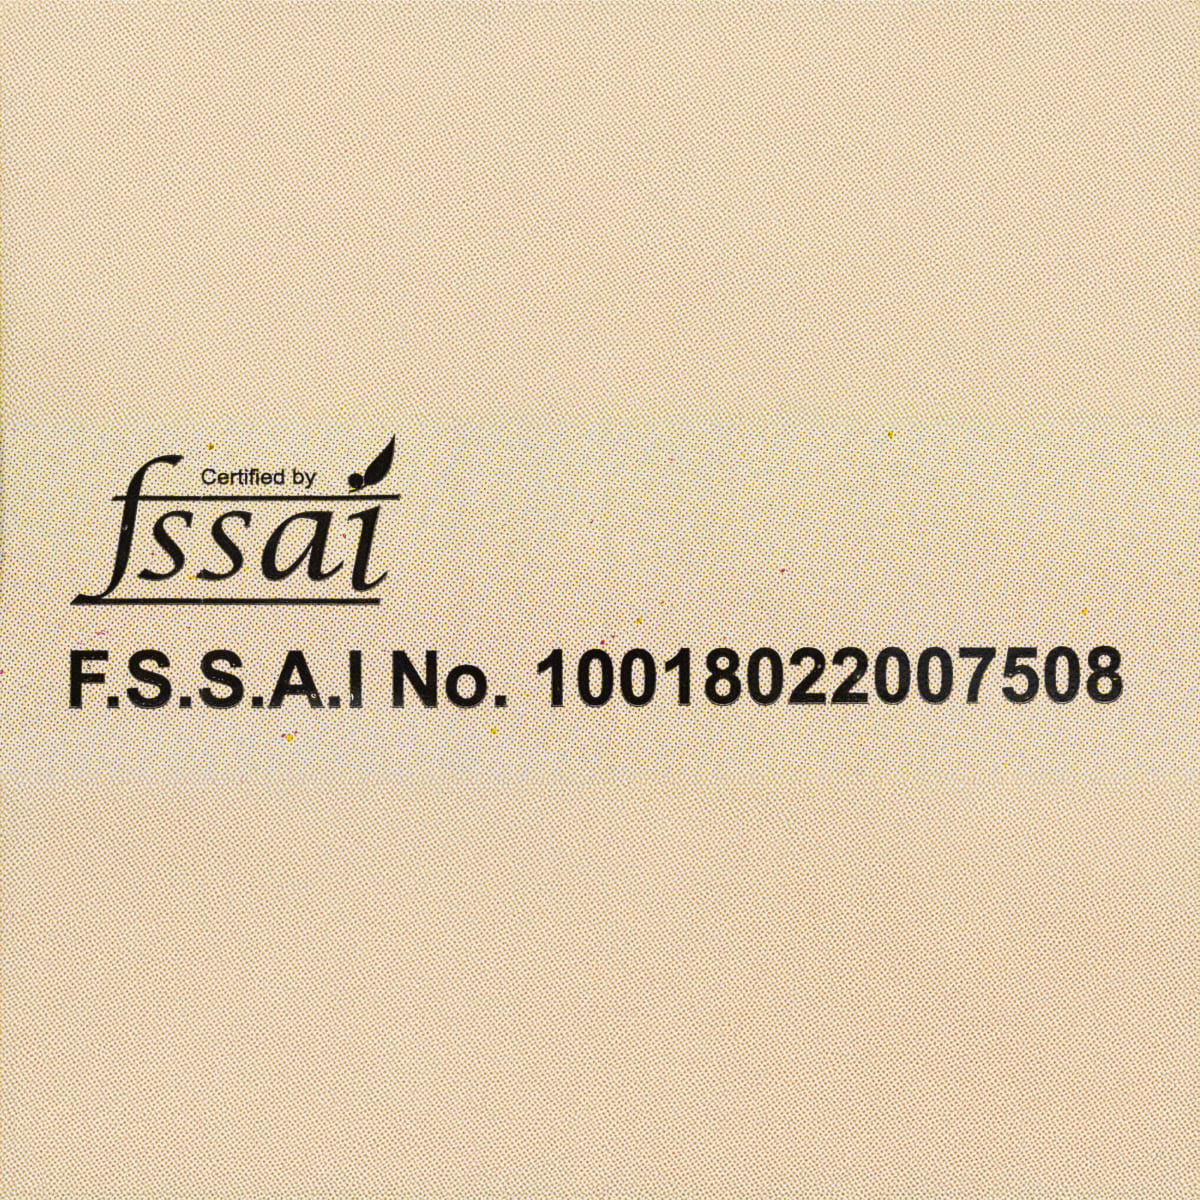 Certified by
fssai
F.S.S.A.I No. 10018022007508